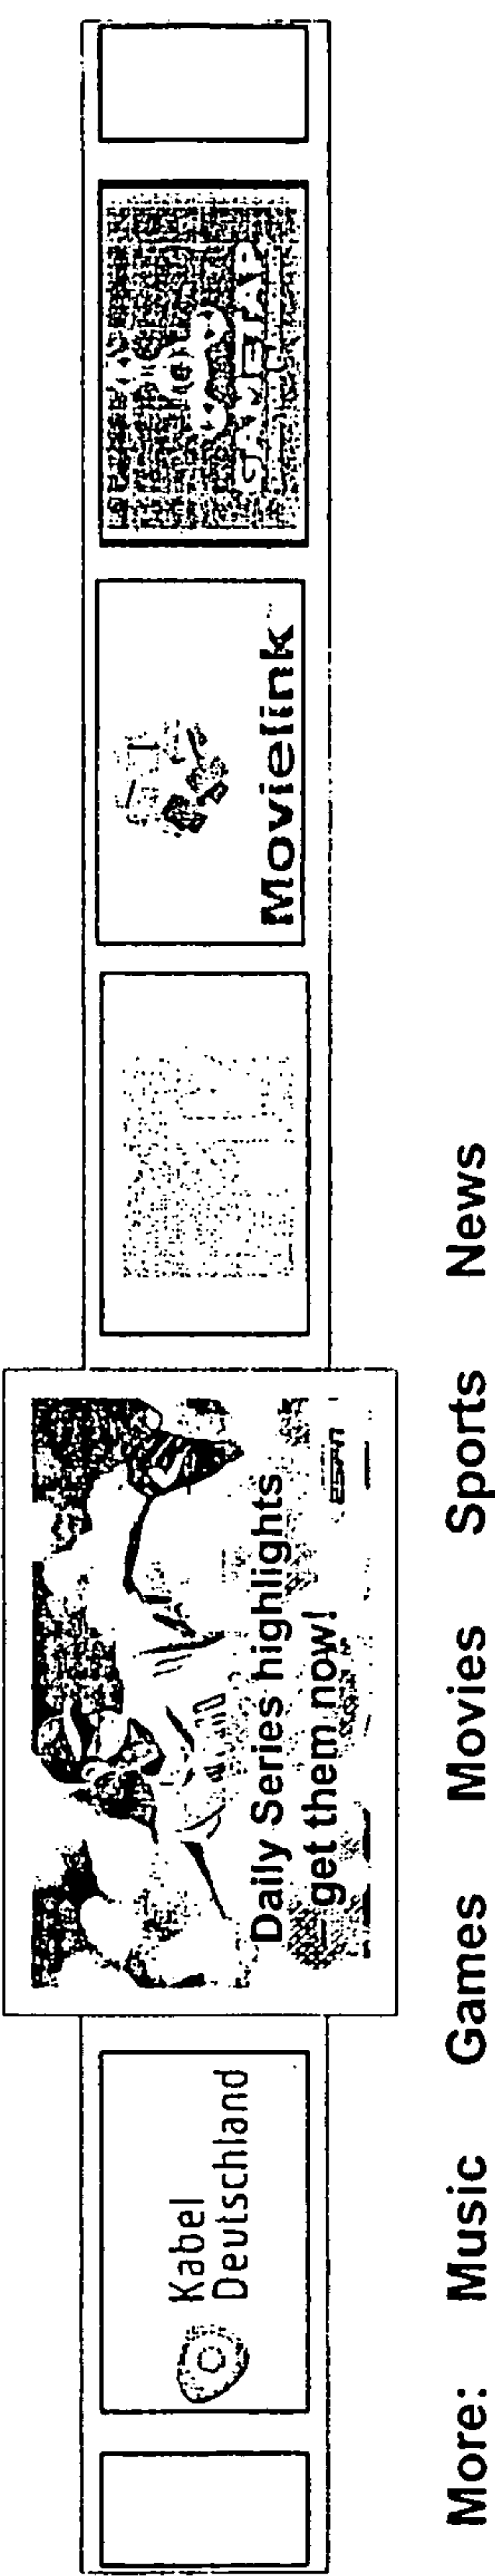 Kabel
Deutschland
Daily Series highlights
get them now!
ESPN
Movielink
GAMETAP
More: Music Games Movies Sports News